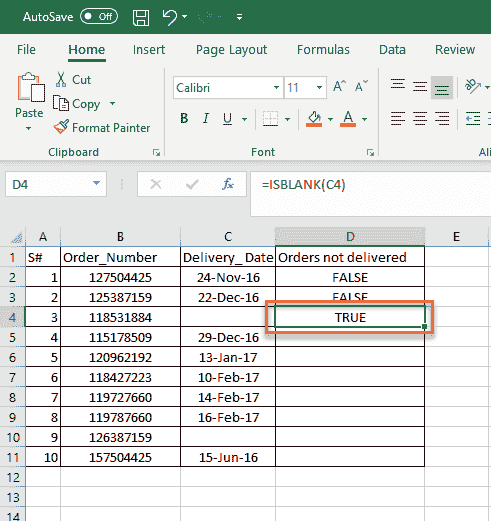 AutoSave Off
File Home Insert Page Layout Formulas Data Review
Cut
Copy
Format Painter
Paste
Calibri 11 A A
B I U A
Clipboard Font
D4 fx =ISBLANK(C4)
A B C D E
1 S# Order_Number Delivery_ Date Orders not delivered
2 1 127504425 24-Nov-16 FALSE
3 2 125387159 22-Dec-16 FALSE
4 3 118531884 TRUE
5 4 115178509 29-Dec-16
6 5 120962192 13-Jan-17
7 6 118427223 10-Feb-17
8 7 119727660 14-Feb-17
9 8 119787660 16-Feb-17
10 9 126387159
11 10 157504425 15-Jun-16
12
13
14